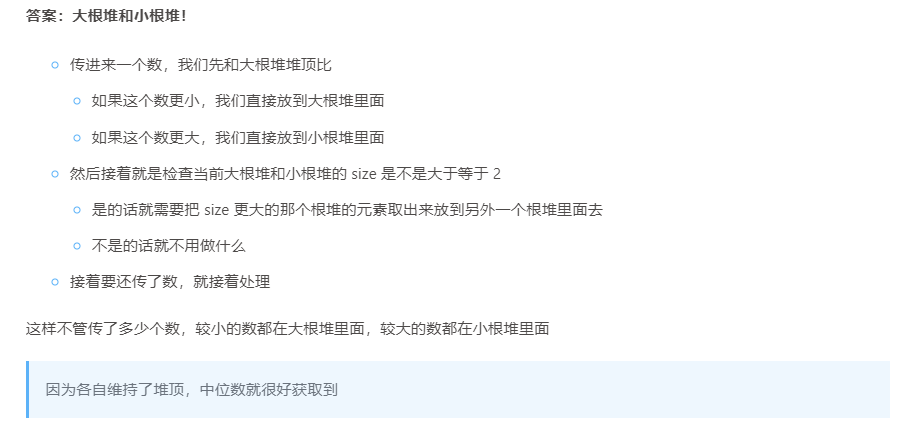 答案：大根堆和小根堆！
传进来一个数，我们先和大根堆堆顶比
如果这个数更小，我们直接放到大根堆里面
如果这个数更大，我们直接放到小根堆里面
然后接着就是检查当前大根堆和小根堆的 size 是不是大于等于 2
是的话就需要把 size 更大的那个根堆的元素取出来放到另外一个根堆里面去
不是的话就不用做什么
接着要还传了数，就接着处理
这样不管传了多少个数，较小的数都在大根堆里面，较大的数都在小根堆里面
因为各自维持了堆顶，中位数就很好获取到